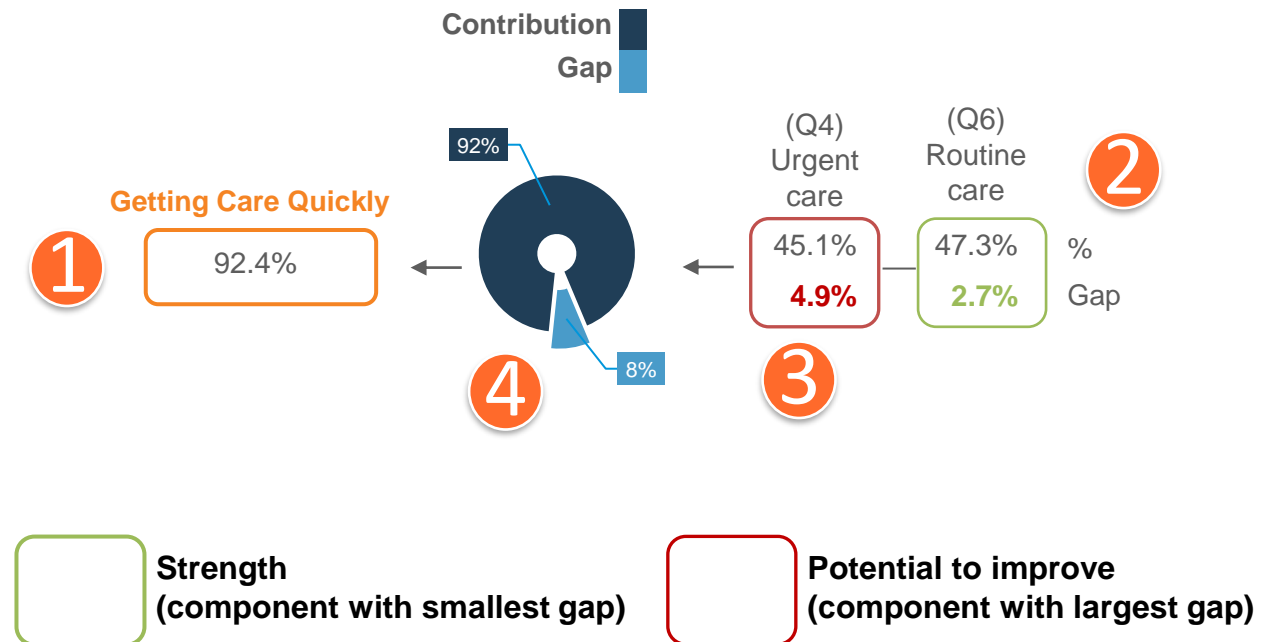 Contribution
Gap
92%
(Q4)
Urgent
care
(Q6)
Routine
care
2
Getting Care Quickly
1
92.4%
45.1%
47.3%
%
4.9%
2.7%
Gap
8%
4
3
Strength
(component with smallest gap)
Potential to improve
(component with largest gap)